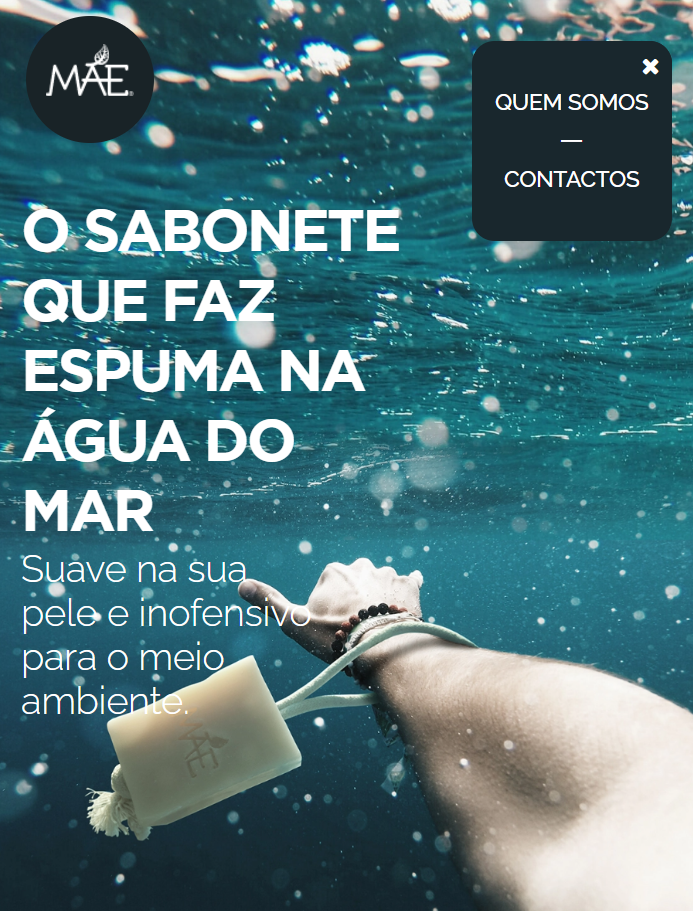 MÃE
QUEM SOMOS
—
CONTACTOS
O SABONETE
QUE FAZ
ESPUMA NA
ÁGUA DO
MAR
Suave na sua
pele e inofensivo
para o meio
ambiente.
MÃE